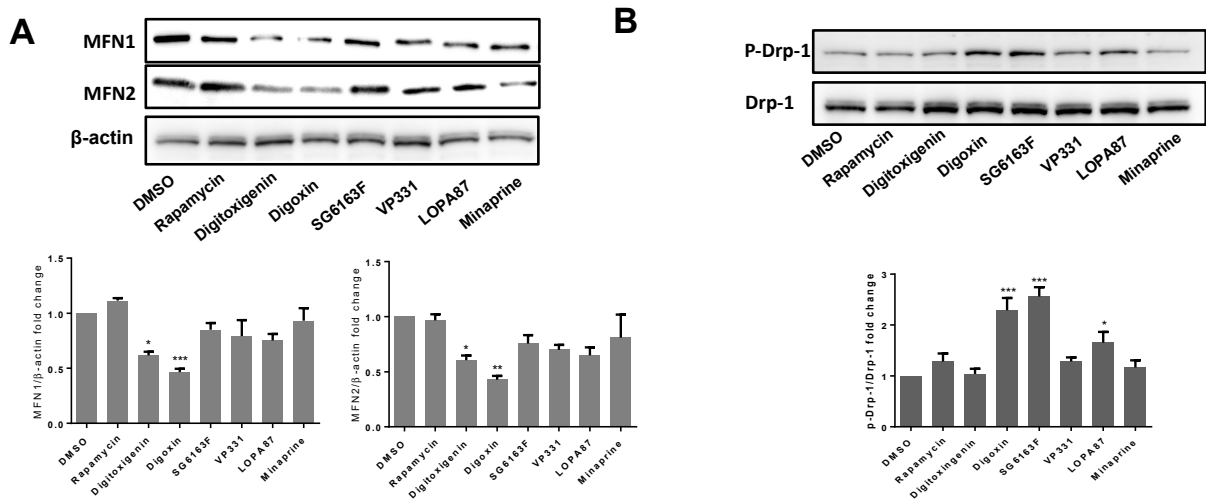 A
MFN1
MFN2
β-actin
DMSO
Rapamycin
Digitoxigenin
Digoxin
SG6163F
VP331
LOPA87
Minaprine
B
P-Drp-1
Drp-1
DMSO
Rapamycin
Digitoxigenin
Digoxin
SG6163F
VP331
LOPA87
Minaprine
MFN1/β-actin fold change
1.5
1.0
0.5
0.0
*
***
DMSO
Rapamycin
Digitoxigenin
Digoxin
SG6163F
VP331
LOPA87
Minaprine
MFN2/β-actin fold change
1.5
1.0
0.5
0.0
*
**
DMSO
Rapamycin
Digitoxigenin
Digoxin
SG6163F
VP331
LOPA87
Minaprine
p-Drp-1/Drp-1 fold change
3
2
1
0
***
***
*
DMSO
Rapamycin
Digitoxingenin
Digoxin
SG6163F
VP331
LOPA87
Minaprine